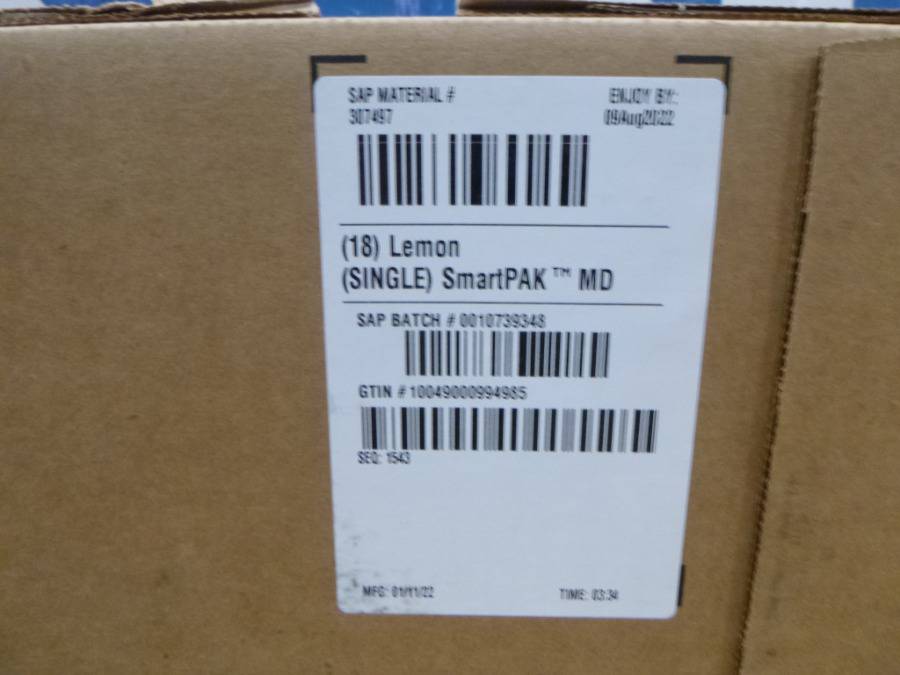 SAP MATERIAL #
307497
ENJOY BY:
09Aug2022
(18) Lemon
(SINGLE) SmartPAK™ MD
SAP BATCH # 0010739348
GTIN # 10049000994985
SEQ: 1543
MFG: 01/11/22
TIME: 03:34